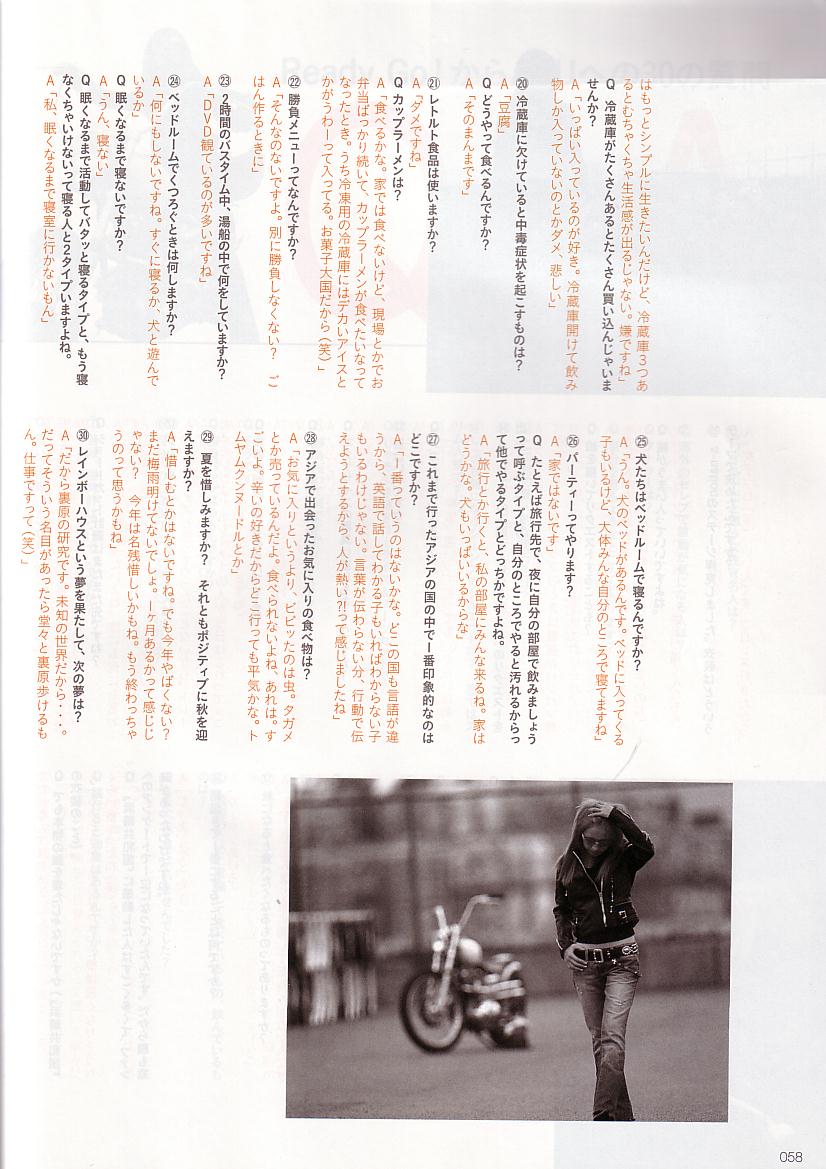 はもっとシンプルに生きたいんだけど、冷蔵庫３つあ
るとむちゃくちゃ生活感が出るじゃない。嫌ですね」
Q 冷蔵庫がたくさんあるとたくさん買い込んじゃいま
せんか？
A「いっぱい入っているのが好き。冷蔵庫開けて飲み
物しか入っていないのとかダメ、悲しい」
⑳ 冷蔵庫に欠けていると中毒症状を起こすものは？
A「豆腐」
Q どうやって食べるんですか？
A「そのまんまです」
㉑ レトルト食品は使いますか？
A「ダメですね」
Q カップラーメンは？
A「食べるかな。家では食べないけど、現場とかでお
弁当ばっかり続いて、カップラーメンが食べたいなって
なったとき。うち冷凍用の冷蔵庫にはデカいアイスと
かがうわーって入ってる。お菓子大国だから（笑）」
㉒ 勝負メニューってなんですか？
A「そんなのないですよ。別に勝負しなくない？　ご
はん作るときに」
㉓ ２時間のバスタイム中、湯船の中で何をしていますか？
A「DVD観ているのが多いですね」
㉔ ベッドルームでくつろぐときは何しますか？
A「何にもしないですね。すぐに寝るか、犬と遊んで
いるか」
Q 眠くなるまで寝ないですか？
A「うん、寝ない」
Q 眠くなるまで活動してバタッと寝るタイプと、もう寝
なくちゃいけないって寝る人と２タイプいますよね。
A「私、眠くなるまで寝室に行かないもん」
㉕ 犬たちはベッドルームで寝るんですか？
A「うん。犬のベッドがあるんです。ベッドに入ってくる
子もいるけど、大体みんな自分のところで寝てますね」
㉖ パーティーってやります？
A「家ではないです」
Q たとえば旅行先で、夜に自分の部屋で飲みましょう
って呼ぶタイプと、自分のところでやると汚れるからっ
て他でやるタイプとどっちかですよね。
A「旅行とか行くと、私の部屋にみんな来るね。家は
どうかな。犬もいっぱいいるからな」
㉗ これまで行ったアジアの国の中で１番印象的なのは
どこですか？
A「１番っていうのはないかな。どこの国も言語が違
うから、英語で話してわかる子もいればわからない子
もいるわけじゃない。言葉が伝わらない分、行動で伝
えようとするから、人が熱い?!って感じましたね」
㉘ アジアで出会ったお気に入りの食べ物は？
A「お気に入りというより、ビビッたのは虫。タガメ
とか売っているんだよ。食べられないよね、あれは。す
ごいよ。辛いの好きだからどこ行っても平気かな。ト
ムヤムクンヌードルとか」
㉙ 夏を惜しみますか？　それともポジティブに秋を迎
えますか？
A「惜しむとかはないですね。でも今年やばくない？
まだ梅雨明けてないでしょ。１ヶ月あるかって感じじ
ゃない？　今年は名残惜しいかもね。もう終わっちゃ
うのって思うかもね」
㉚ レインボーハウスという夢を果たして、次の夢は？
A「だから裏原の研究です。未知の世界だから・・・。
だってそういう名目があったら堂々と裏原歩けるも
ん。仕事ですって（笑）」
058